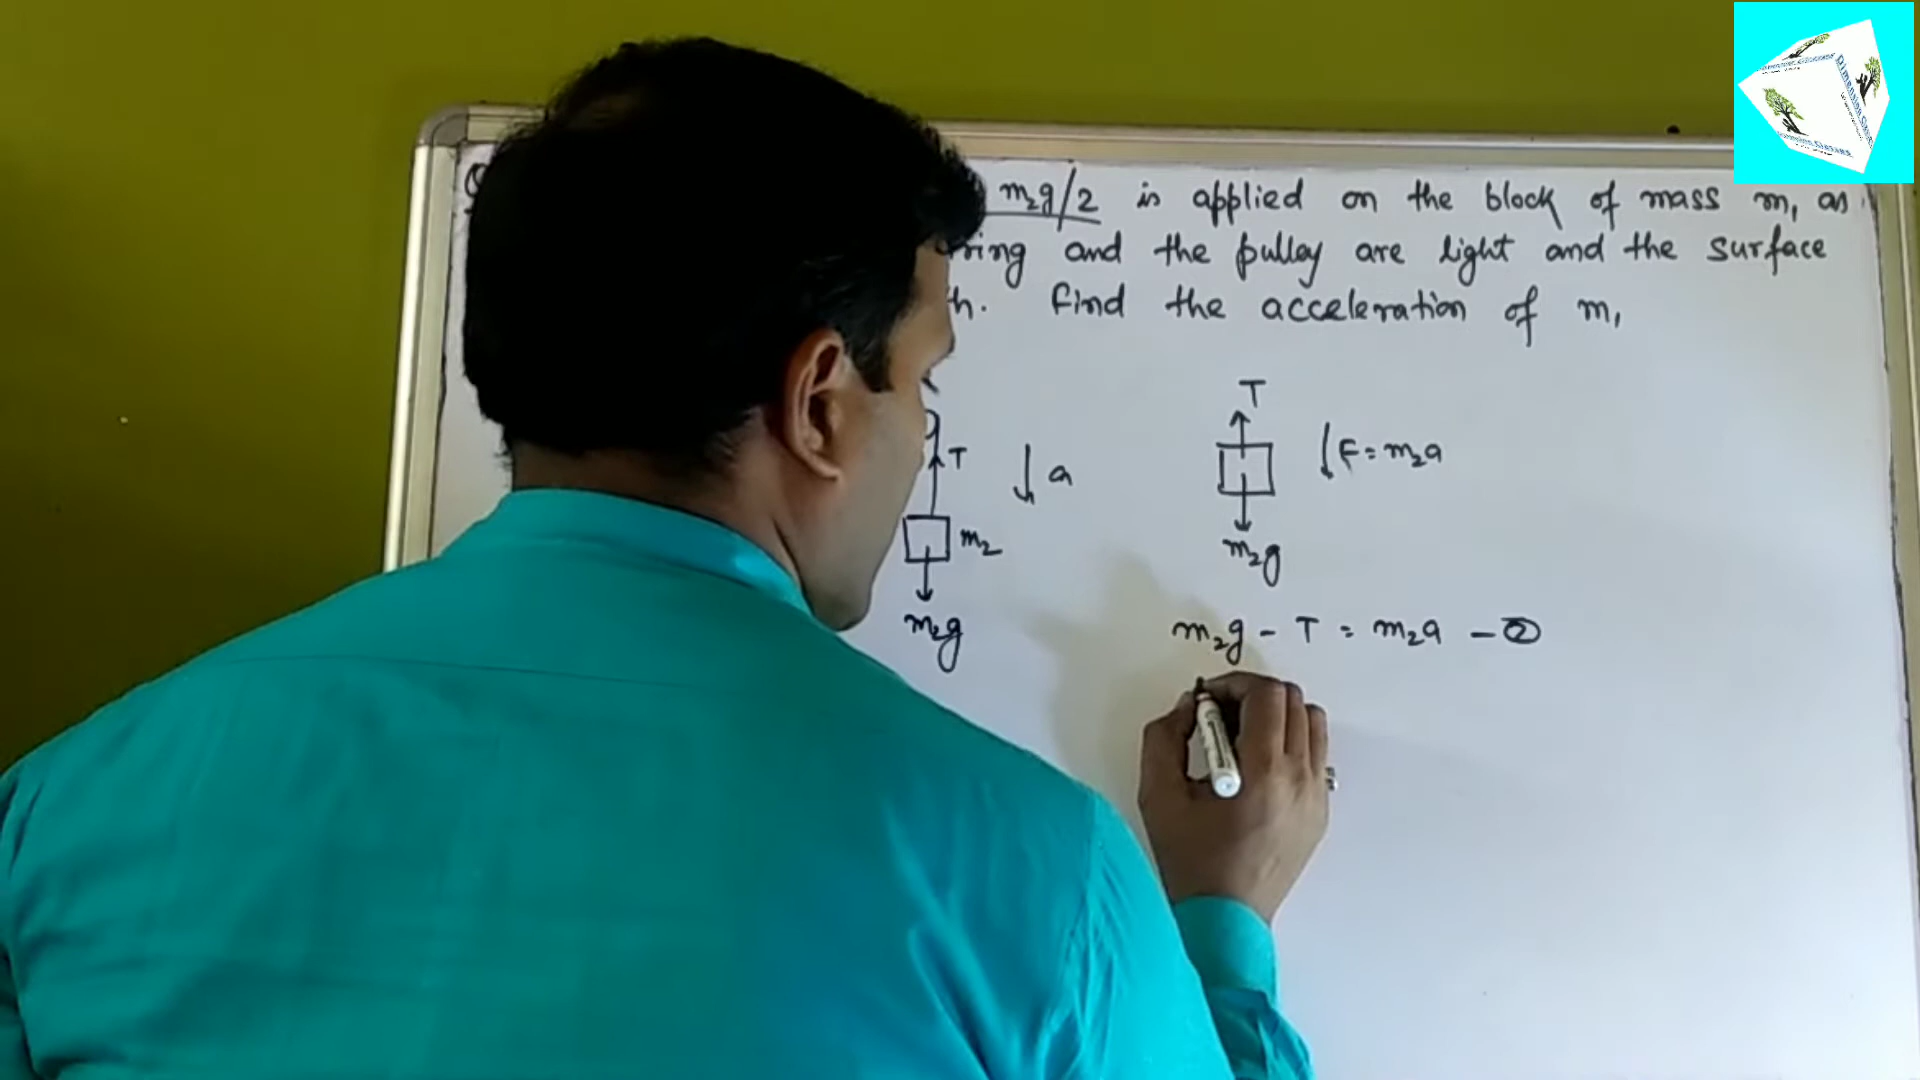 m₂g/2 is applied on the block of mass m₁ as
and the pulley are light and the surface
h. Find the acceleration of m₁
T
T
a
F = m₂a
m₂
m₂g
m₂g
m₂g - T = m₂a - ②